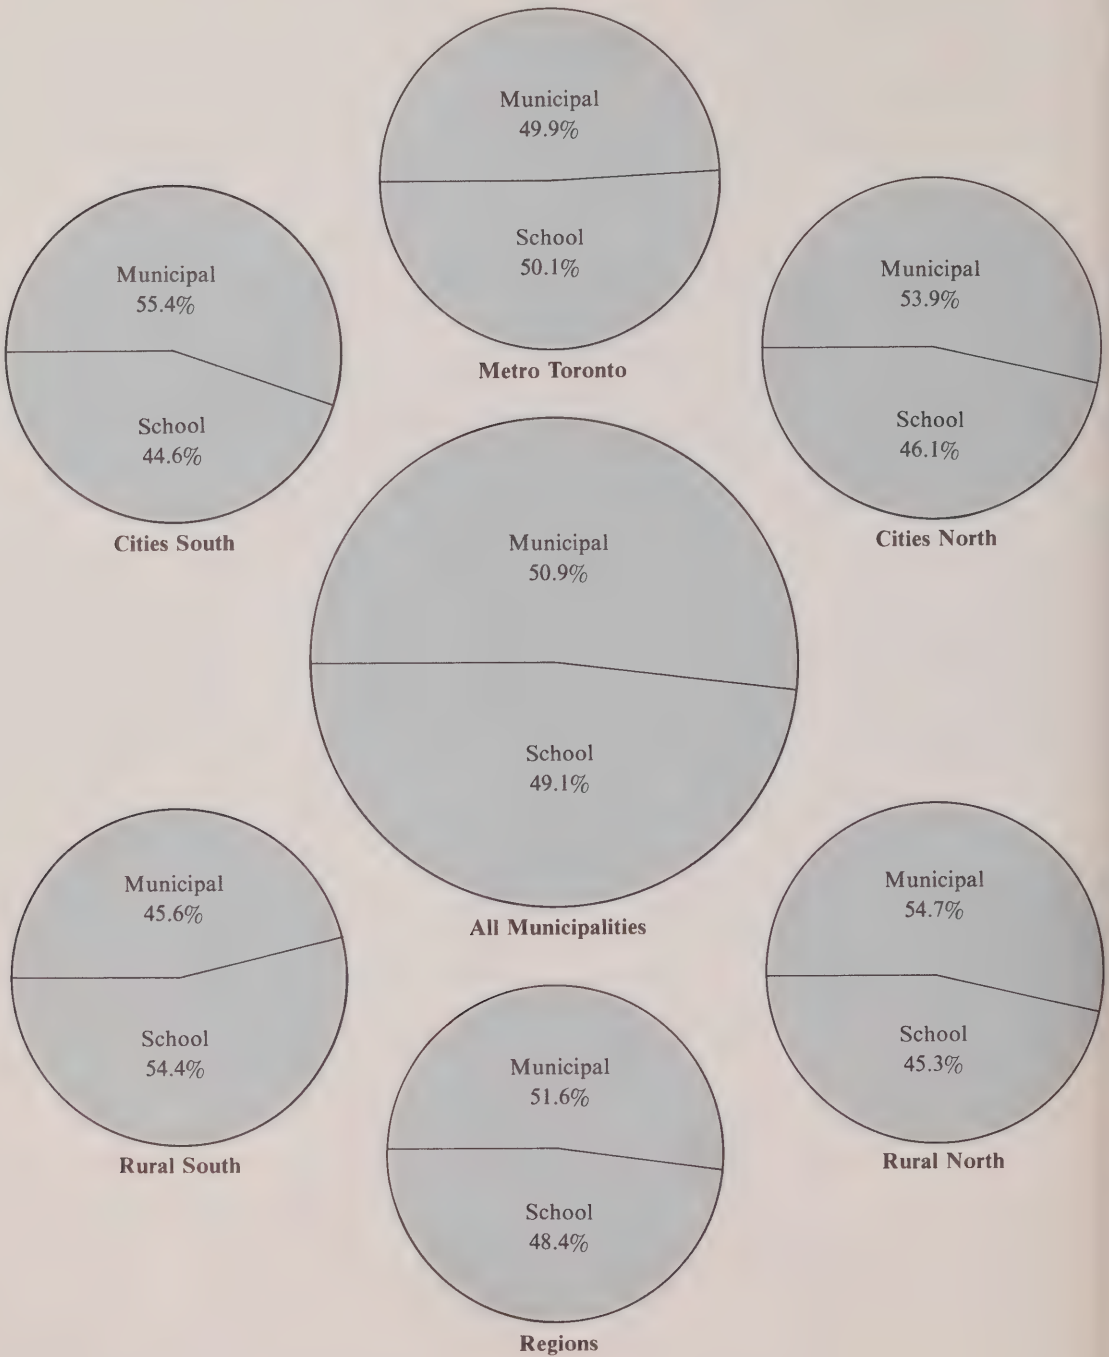 Municipal
49.9%
School
50.1%
Metro Toronto
Municipal
55.4%
School
44.6%
Cities South
Municipal
53.9%
School
46.1%
Cities North
Municipal
50.9%
School
49.1%
All Municipalities
Municipal
45.6%
School
54.4%
Rural South
Municipal
54.7%
School
45.3%
Rural North
Municipal
51.6%
School
48.4%
Regions